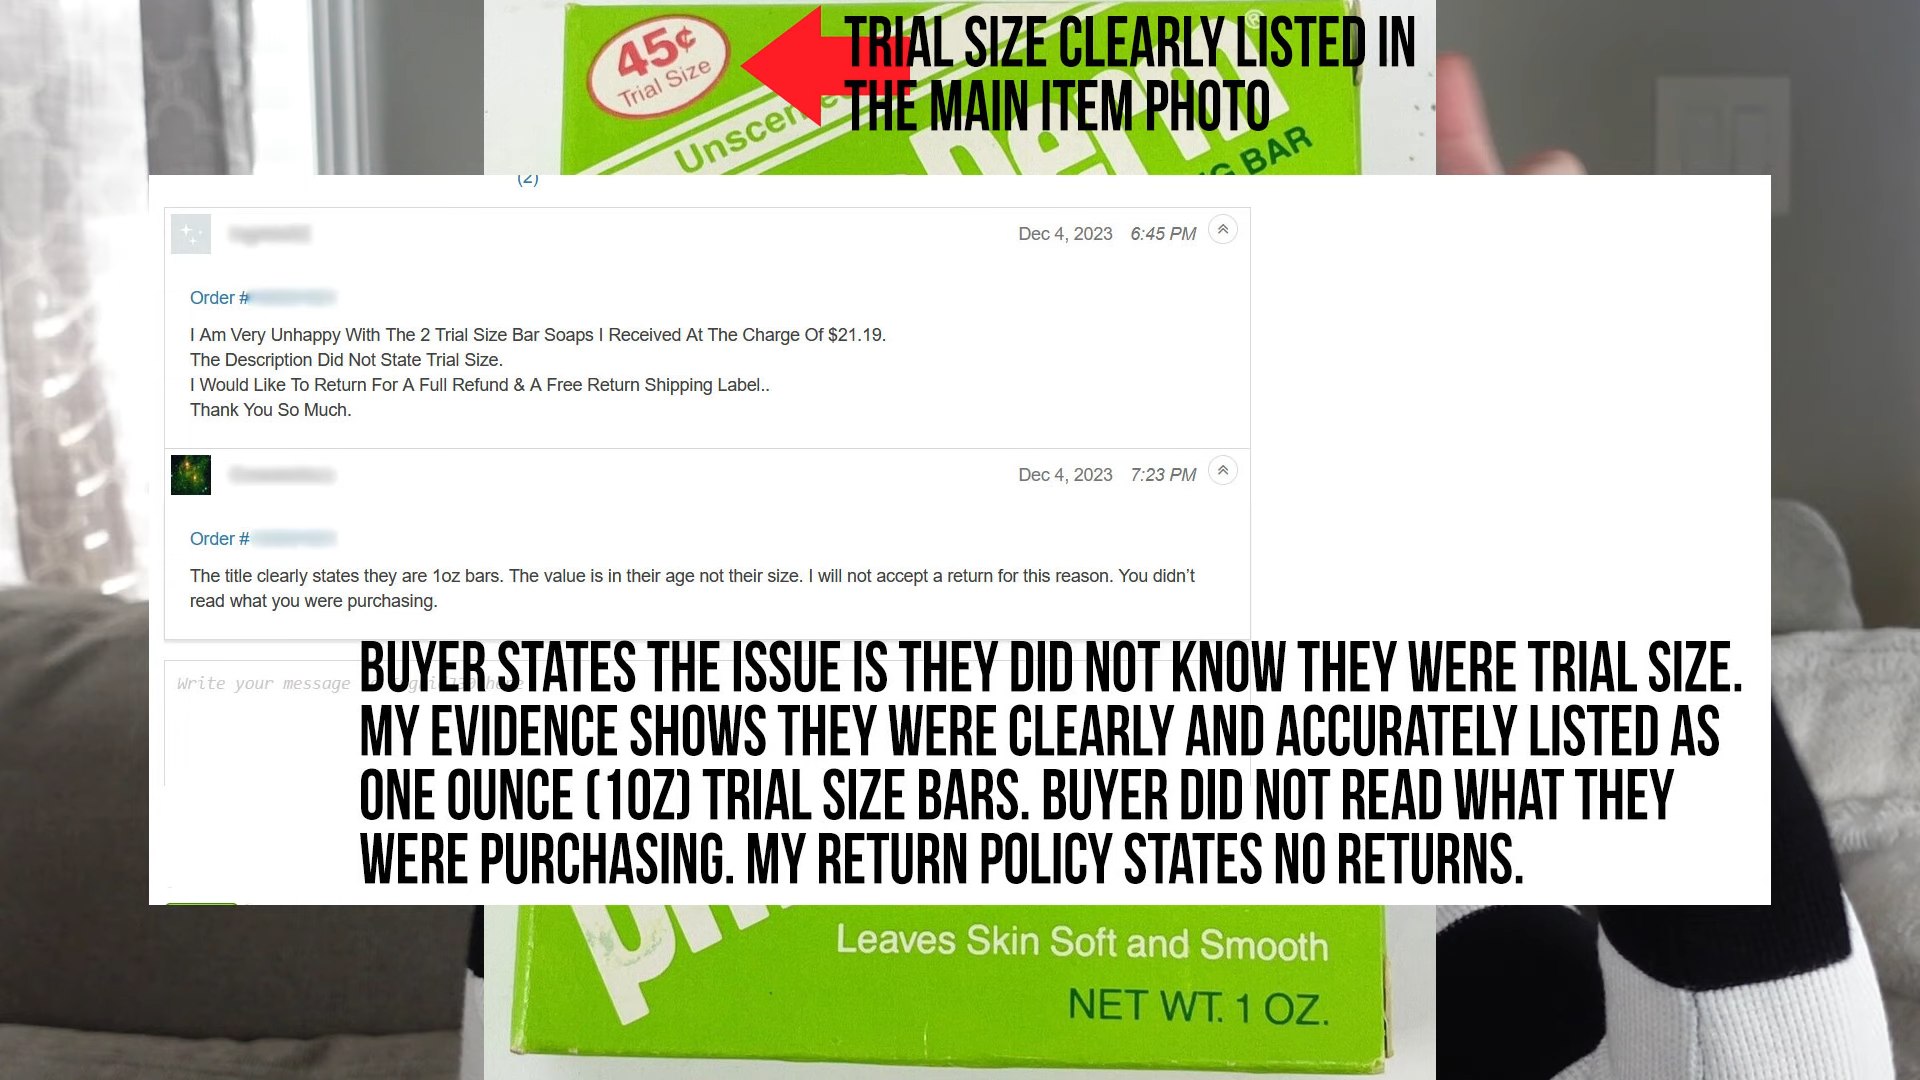 45¢
Trial Size
TRIAL SIZE CLEARLY LISTED IN
THE MAIN ITEM PHOTO
BAR
(2)
Dec 4, 2023 6:45 PM
Order #
I Am Very Unhappy With The 2 Trial Size Bar Soaps I Received At The Charge Of $21.19.
The Description Did Not State Trial Size.
I Would Like To Return For A Full Refund & A Free Return Shipping Label..
Thank You So Much.
Dec 4, 2023 7:23 PM
Order #
The title clearly states they are 1oz bars. The value is in their age not their size. I will not accept a return for this reason. You didn't
read what you were purchasing.
Write your message
BUYER STATES THE ISSUE IS THEY DID NOT KNOW THEY WERE TRIAL SIZE.
MY EVIDENCE SHOWS THEY WERE CLEARLY AND ACCURATELY LISTED AS
ONE OUNCE (1OZ) TRIAL SIZE BARS. BUYER DID NOT READ WHAT THEY
WERE PURCHASING. MY RETURN POLICY STATES NO RETURNS.
Leaves Skin Soft and Smooth
NET WT. 1 OZ.